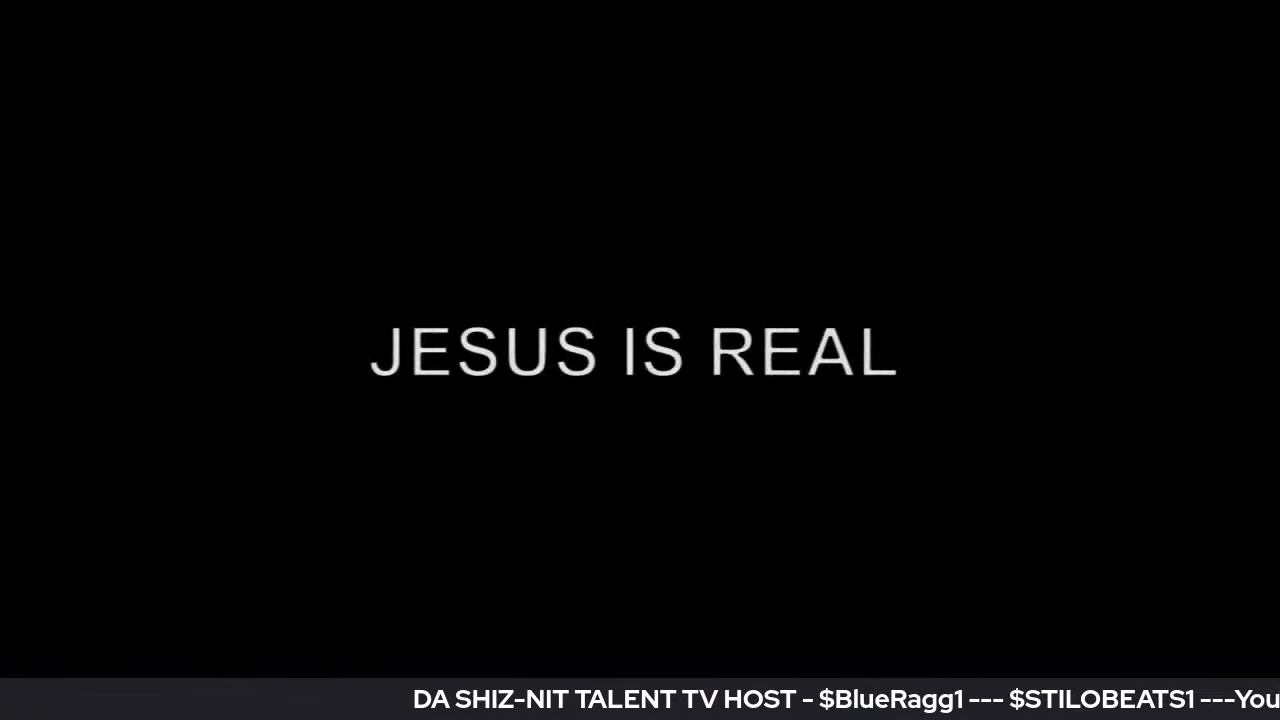 JESUS IS REAL
DA SHIZ-NIT TALENT TV HOST - $BlueRagg1 --- $STILOBEATS1 ---You